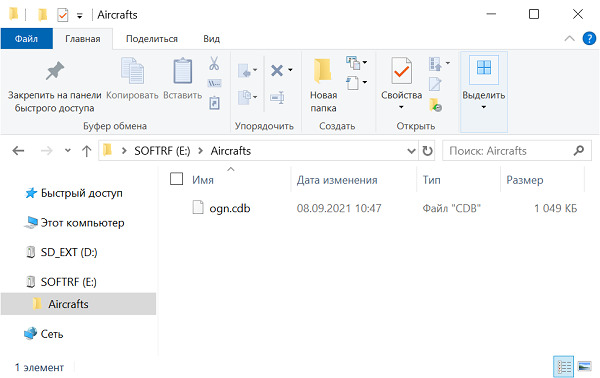 Aircrafts
Файл Главная Поделиться Вид
Закрепить на панели
быстрого доступа
Копировать
Вставить
Новая
папка
Свойства
Выделить
Буфер обмена Упорядочить Создать Открыть
SOFTRF (E:) Aircrafts Поиск: Aircrafts
Имя Дата изменения Тип Размер
ogn.cdb 08.09.2021 10:47 Файл "CDB" 1 049 КБ
Быстрый доступ
Этот компьютер
SD_EXT (D:)
SOFTRF (E:)
Aircrafts
Сеть
1 элемент